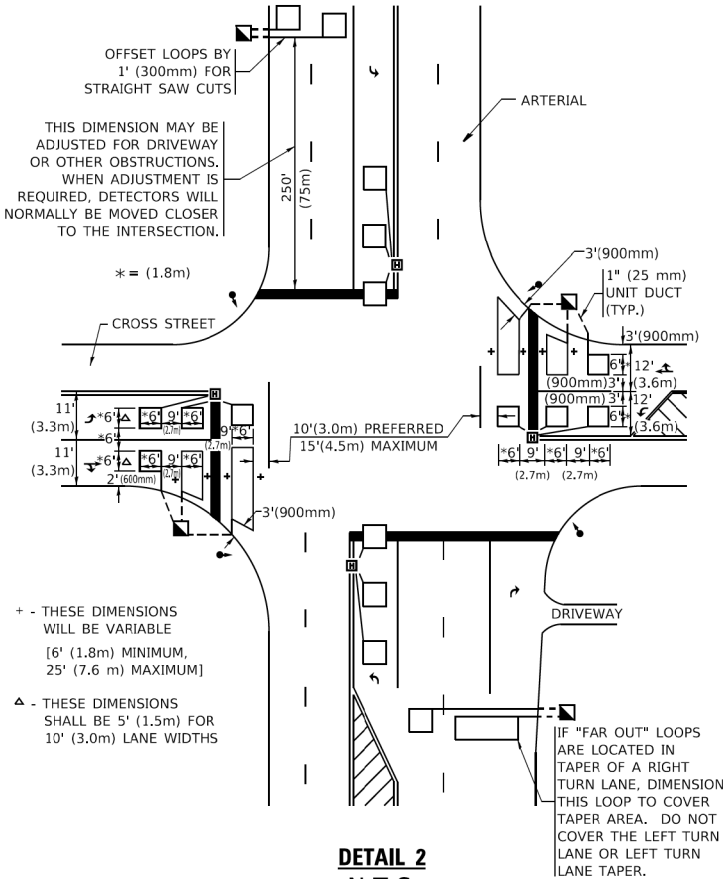 OFFSET LOOPS BY
1' (300mm) FOR
STRAIGHT SAW CUTS
THIS DIMENSION MAY BE
ADJUSTED FOR DRIVEWAY
OR OTHER OBSTRUCTIONS.
WHEN ADJUSTMENT IS
REQUIRED, DETECTORS WILL
NORMALLY BE MOVED CLOSER
TO THE INTERSECTION.
250'
(75m)
ARTERIAL
* = (1.8m)
H
3'(900mm)
1" (25 mm)
UNIT DUCT
(TYP.)
CROSS STREET
3'(900mm)
6'* 12'
(900mm)3' (3.6m)
(900mm)3' 12'
6'*
(3.6m)
H
*6' 9' *6' 9' *6'
(2.7m) (2.7m)
H
11'
(3.3m)
*6' Δ *6' 9' *6'
(2.7m)
*6'
9' *6'
(2.7m)
11'
(3.3m)
*6' Δ *6' 9' *6'
(2.7m)
2' (600mm)
10'(3.0m) PREFERRED
15'(4.5m) MAXIMUM
3'(900mm)
H
+ - THESE DIMENSIONS
WILL BE VARIABLE
[6' (1.8m) MINIMUM,
25' (7.6 m) MAXIMUM]
Δ - THESE DIMENSIONS
SHALL BE 5' (1.5m) FOR
10' (3.0m) LANE WIDTHS
DRIVEWAY
IF "FAR OUT" LOOPS
ARE LOCATED IN
TAPER OF A RIGHT
TURN LANE, DIMENSION
THIS LOOP TO COVER
TAPER AREA. DO NOT
COVER THE LEFT TURN
LANE OR LEFT TURN
LANE TAPER.
DETAIL 2